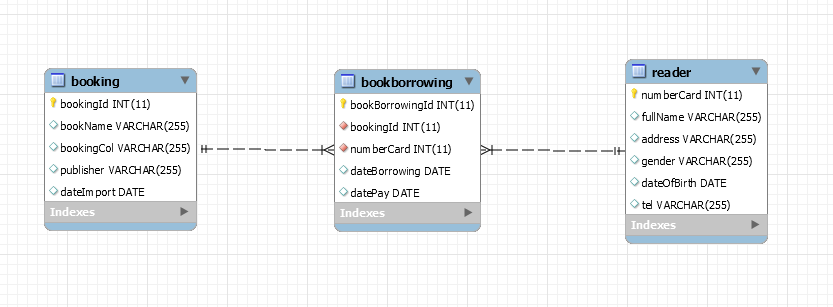 booking
bookingId INT(11)
bookName VARCHAR(255)
bookingCol VARCHAR(255)
publisher VARCHAR(255)
dateImport DATE
Indexes
bookborrowing
bookBorrowingId INT(11)
bookingId INT(11)
numberCard INT(11)
dateBorrowing DATE
datePay DATE
Indexes
reader
numberCard INT(11)
fullName VARCHAR(255)
address VARCHAR(255)
gender VARCHAR(255)
dateOfBirth DATE
tel VARCHAR(255)
Indexes